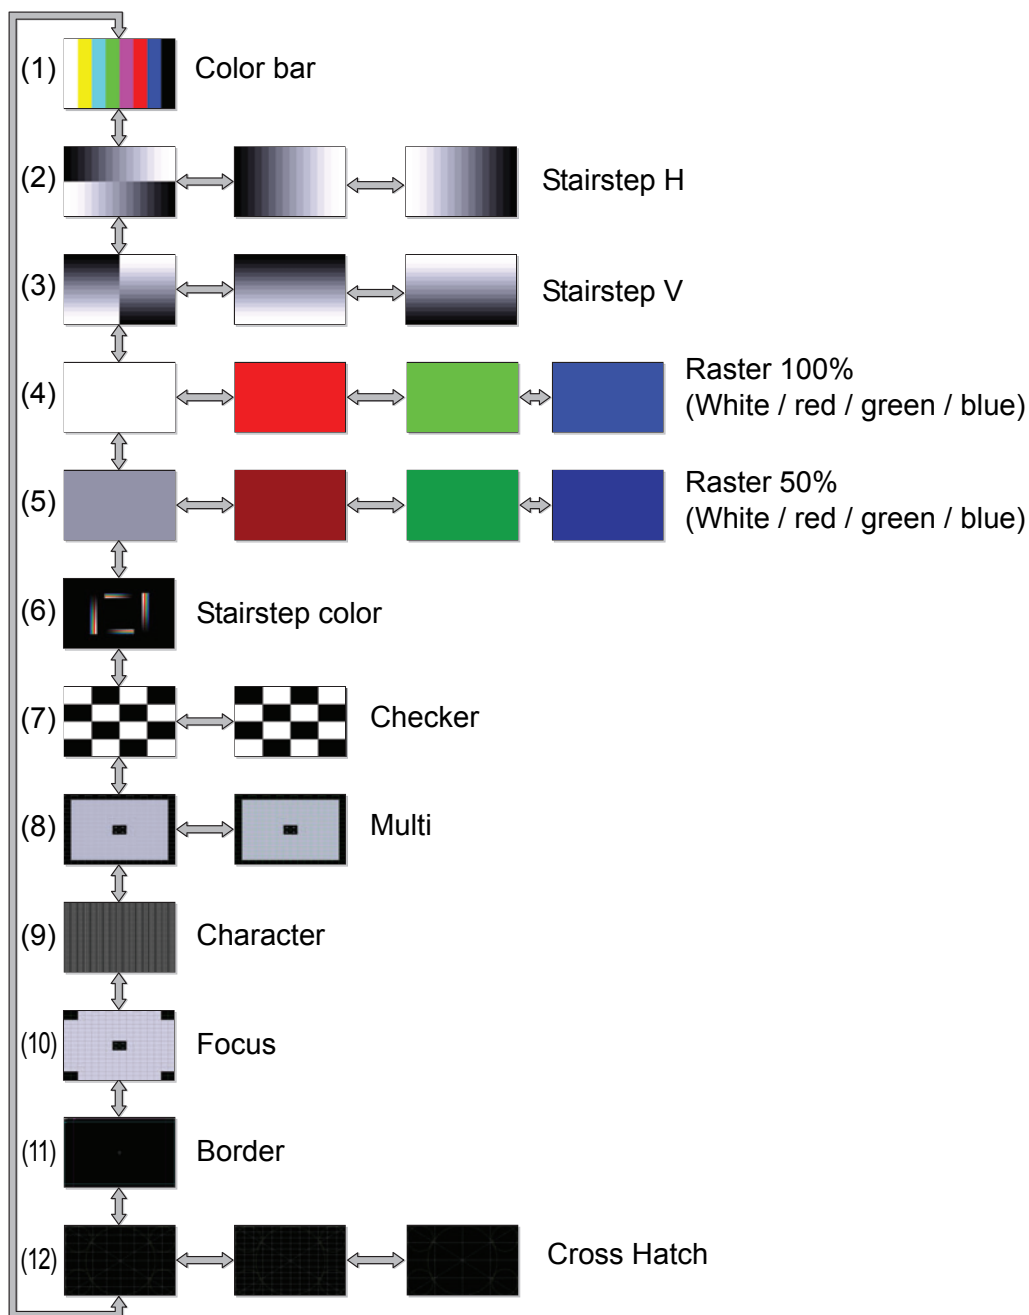 (1) Color bar
(2) Stairstep H
(3) Stairstep V
(4) Raster 100%
(White / red / green / blue)
(5) Raster 50%
(White / red / green / blue)
(6) Stairstep color
(7) Checker
(8) Multi
(9) Character
(10) Focus
(11) Border
(12) Cross Hatch